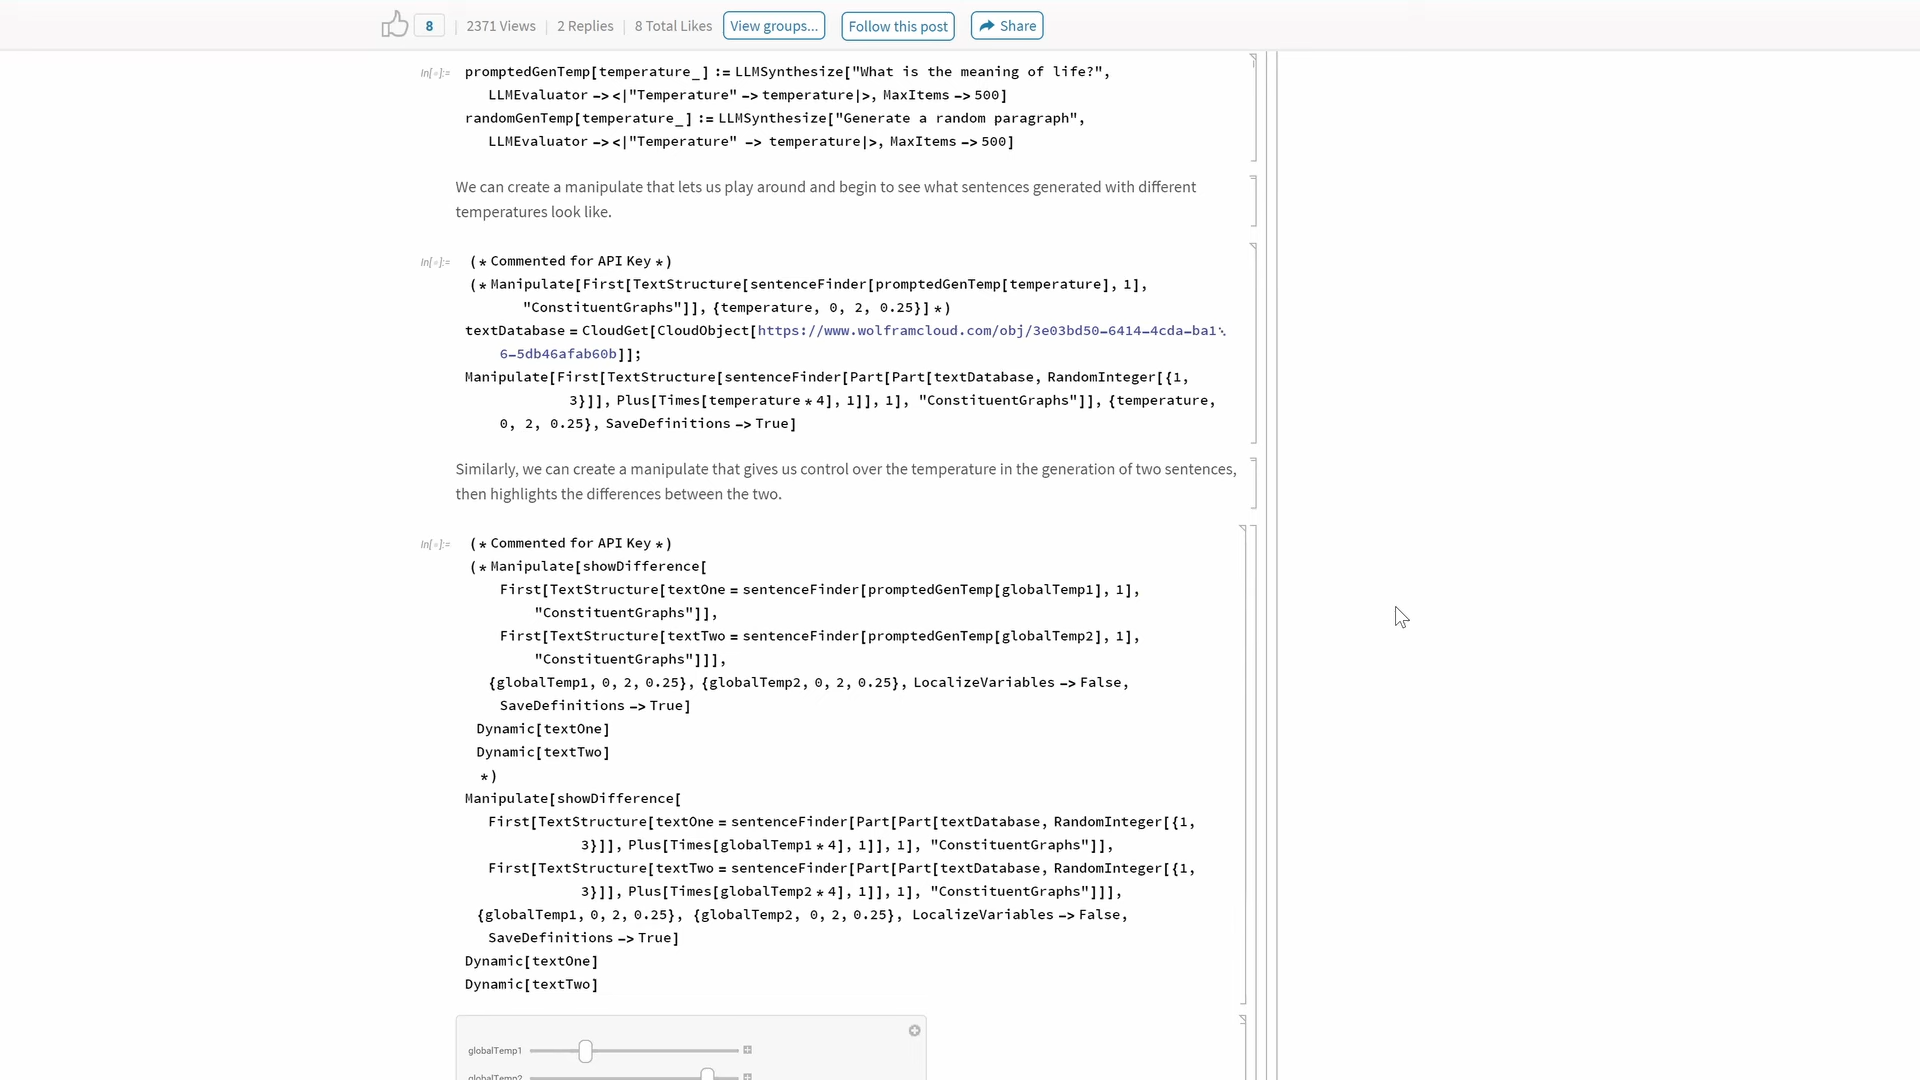 8 | 2371 Views | 2 Replies | 8 Total Likes View groups... Follow this post Share
In[◦]:= promptedGenTemp[temperature_] := LLMSynthesize["What is the meaning of life?",
LLMEvaluator -> <|"Temperature" -> temperature|>, MaxItems -> 500]
randomGenTemp[temperature_] := LLMSynthesize["Generate a random paragraph",
LLMEvaluator -> <|"Temperature" -> temperature|>, MaxItems -> 500]
We can create a manipulate that lets us play around and begin to see what sentences generated with different
temperatures look like.
In[◦]:= (* Commented for API Key *)
(* Manipulate[First[TextStructure[sentenceFinder[promptedGenTemp[temperature], 1],
"ConstituentGraphs"]], {temperature, 0, 2, 0.25}] *)
textDatabase = CloudGet[CloudObject[https://www.wolframcloud.com/obj/3e03bd50-6414-4cda-ba1⋱
6-5db46afab60b]];
Manipulate[First[TextStructure[sentenceFinder[Part[Part[textDatabase, RandomInteger[{1,
3}]], Plus[Times[temperature * 4], 1]], 1], "ConstituentGraphs"]], {temperature,
0, 2, 0.25}, SaveDefinitions -> True]
Similarly, we can create a manipulate that gives us control over the temperature in the generation of two sentences,
then highlights the differences between the two.
In[◦]:= (* Commented for API Key *)
(* Manipulate[showDifference[
First[TextStructure[textOne = sentenceFinder[promptedGenTemp[globalTemp1], 1],
"ConstituentGraphs"]],
First[TextStructure[textTwo = sentenceFinder[promptedGenTemp[globalTemp2], 1],
"ConstituentGraphs"]]],
{globalTemp1, 0, 2, 0.25}, {globalTemp2, 0, 2, 0.25}, LocalizeVariables -> False,
SaveDefinitions -> True]
Dynamic[textOne]
Dynamic[textTwo]
*)
Manipulate[showDifference[
First[TextStructure[textOne = sentenceFinder[Part[Part[textDatabase, RandomInteger[{1,
3}]], Plus[Times[globalTemp1 * 4], 1]], 1], "ConstituentGraphs"]],
First[TextStructure[textTwo = sentenceFinder[Part[Part[textDatabase, RandomInteger[{1,
3}]], Plus[Times[globalTemp2 * 4], 1]], 1], "ConstituentGraphs"]]],
{globalTemp1, 0, 2, 0.25}, {globalTemp2, 0, 2, 0.25}, LocalizeVariables -> False,
SaveDefinitions -> True]
Dynamic[textOne]
Dynamic[textTwo]
globalTemp1
globalTemp2